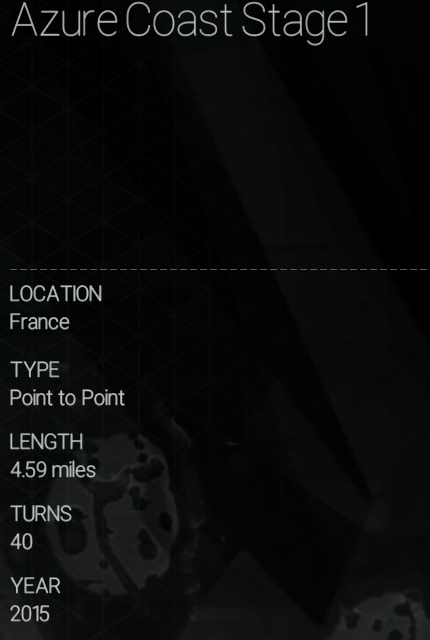 Azure Coast Stage 1
LOCATION
France
TYPE
Point to Point
LENGTH
4.59 miles
TURNS
40
YEAR
2015